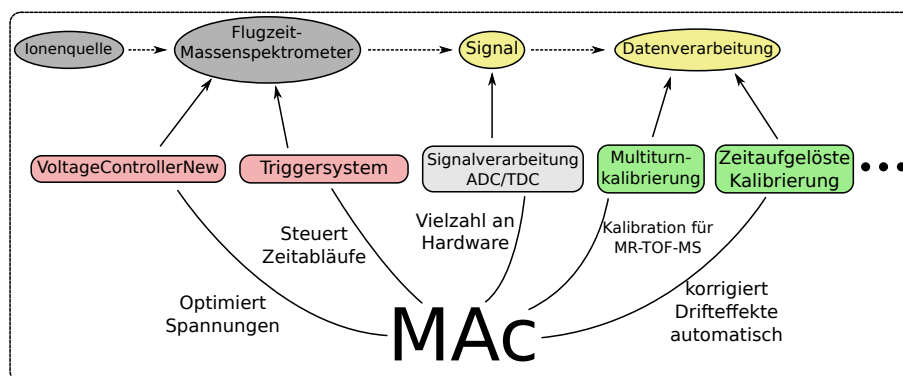 Ionenquelle
Flugzeit-
Massenspektrometer
Signal
Datenverarbeitung
VoltageControllerNew
Triggersystem
Signalverarbeitung
ADC/TDC
Multiturn-
kalibrierung
Zeitaufgelöste
Kalibrierung
Optimiert
Spannungen
Steuert
Zeitabläufe
Vielzahl an
Hardware
Kalibration für
MR-TOF-MS
korrigiert
Drifteffekte
automatisch
MAc